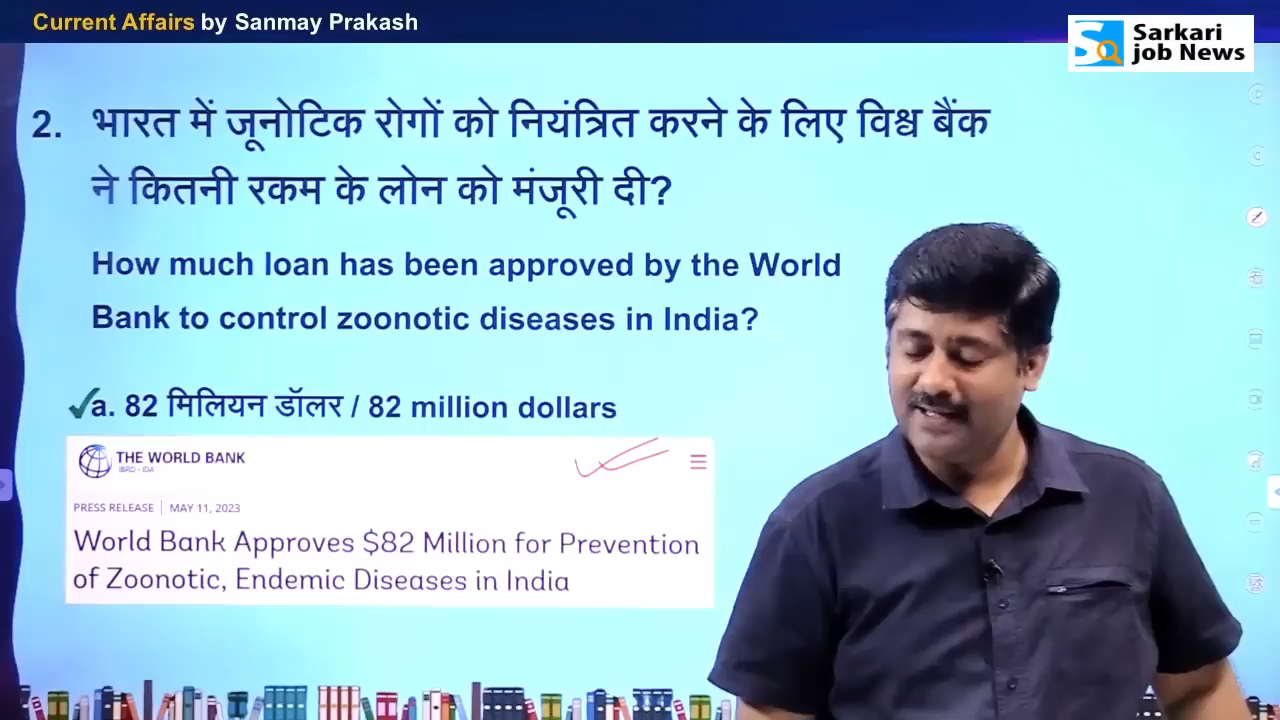 Current Affairs by Sanmay Prakash
Sarkari
Job News
2. भारत में जूनोटिक रोगों को नियंत्रित करने के लिए विश्व बैंक
ने कितनी रकम के लोन को मंजूरी दी?
How much loan has been approved by the World
Bank to control zoonotic diseases in India?
a. 82 मिलियन डॉलर / 82 million dollars
THE WORLD BANK
IBRD • IDA
PRESS RELEASE | MAY 11, 2023
World Bank Approves $82 Million for Prevention
of Zoonotic, Endemic Diseases in India